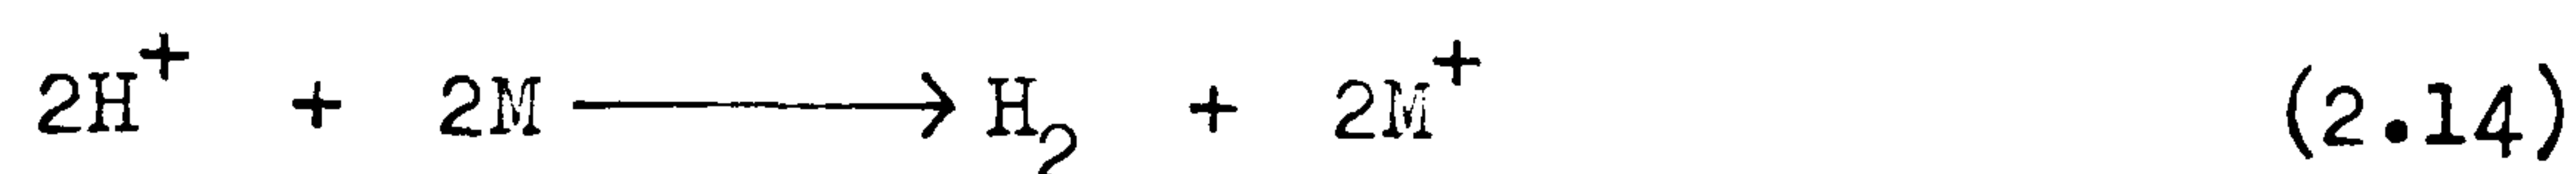 2H⁺ + 2M ⟶ H₂ + 2M⁺ (2.14)